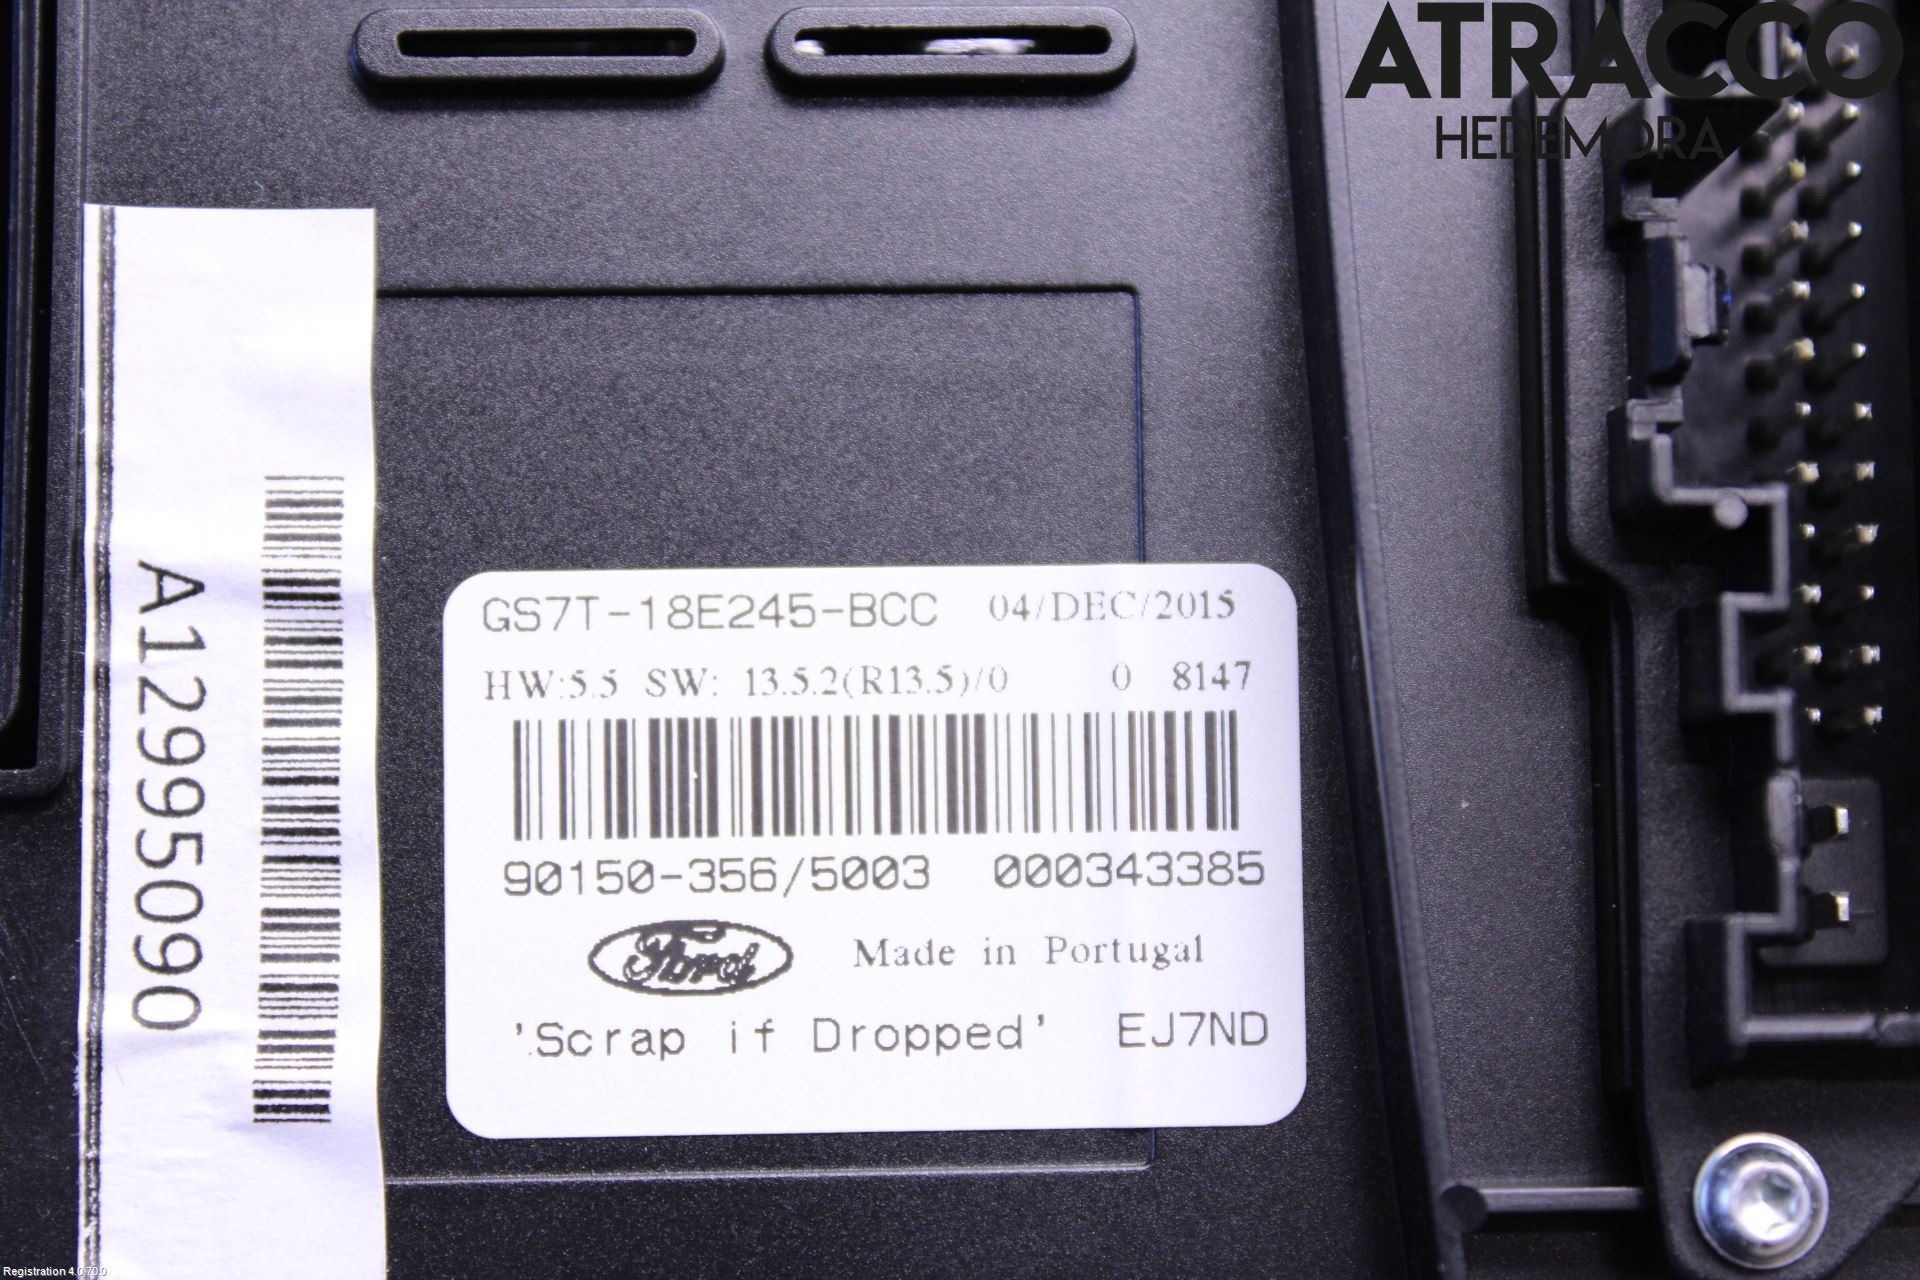 ATRACCO
HEDEMORA
A12995090
GS7T-18E245-BCC 04/DEC/2015
HW:5.5 SW: 13.5.2(R13.5)/0 0 8147
90150-356/5003 000343385
Ford
Made in Portugal
'Scrap if Dropped' EJ7ND
Registration 4.0.70.0